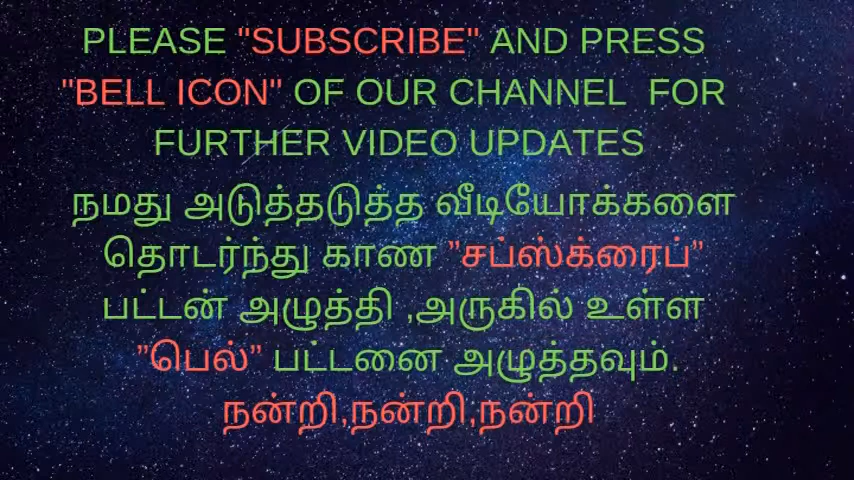 PLEASE "SUBSCRIBE" AND PRESS
"BELL ICON" OF OUR CHANNEL  FOR
FURTHER VIDEO UPDATES
நமது அடுத்தடுத்த வீடியோக்களை
தொடர்ந்து காண ”சப்ஸ்க்ரைப்”
பட்டன் அழுத்தி ,அருகில் உள்ள
”பெல்” பட்டனை அழுத்தவும்.
நன்றி,நன்றி,நன்றி